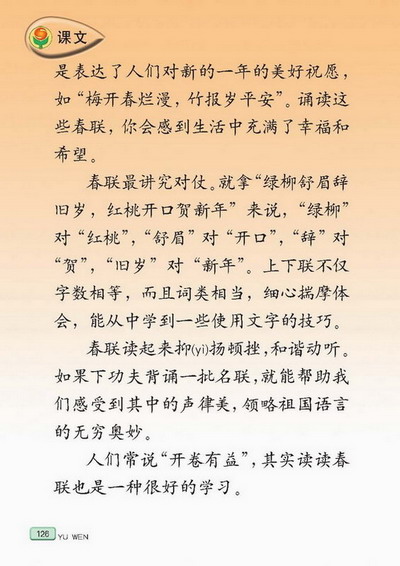 课文
是表达了人们对新的一年的美好祝愿，
如“梅开春烂漫，竹报岁平安”。诵读这
些春联，你会感到生活中充满了幸福和
希望。
春联最讲究对仗。就拿“绿柳舒眉辞
旧岁，红桃开口贺新年”来说，“绿柳”
对“红桃”，“舒眉”对“开口”，“辞”对
“贺”，“旧岁”对“新年”。上下联不仅
字数相等，而且词类相当，细心揣摩体
会，能从中学到一些使用文字的技巧。
春联读起来抑(yì)扬顿挫，和谐动听。
如果下功夫背诵一批名联，就能帮助我
们感受到其中的声律美，领略祖国语言
的无穷奥妙。
人们常说“开卷有益”，其实读读春
联也是一种很好的学习。
126
YU WEN